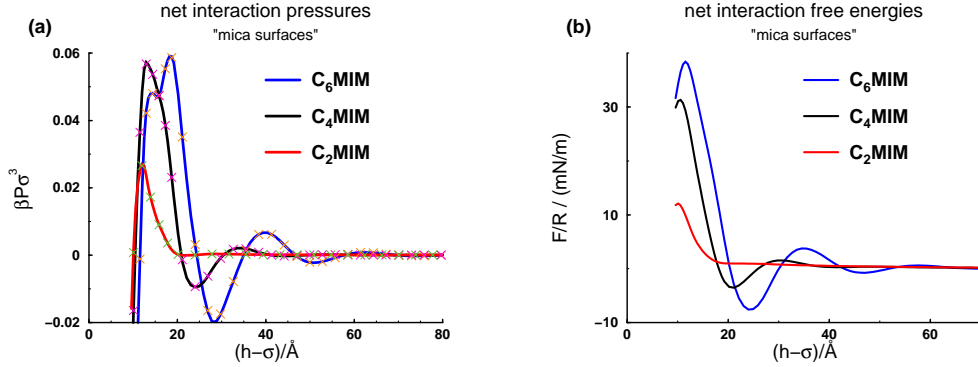 net interaction pressures
(a)
"mica surfaces"
0.06
0.04
0.02
0
−0.02
βPσ³
C₆MIM
C₄MIM
C₂MIM
0 20 40 60 80
(h−σ)/Å
net interaction free energies
(b)
"mica surfaces"
30
10
−10
F/R / (mN/m)
C₆MIM
C₄MIM
C₂MIM
0 20 40 60
(h−σ)/Å